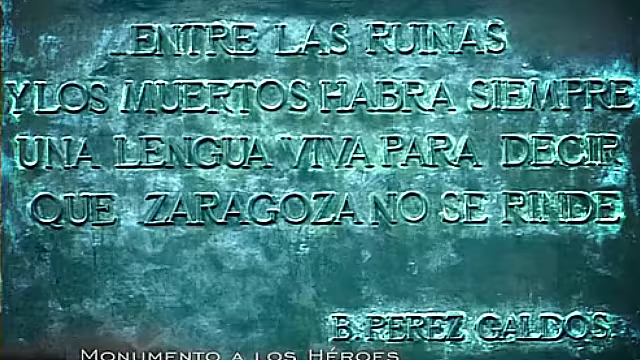 ...ENTRE LAS RUINAS
Y LOS MUERTOS HABRA SIEMPRE
UNA LENGUA VIVA PARA DECIR
QUE ZARAGOZA NO SE RINDE
B. PEREZ GALDOS.
MONUMENTO A LOS HÉROES